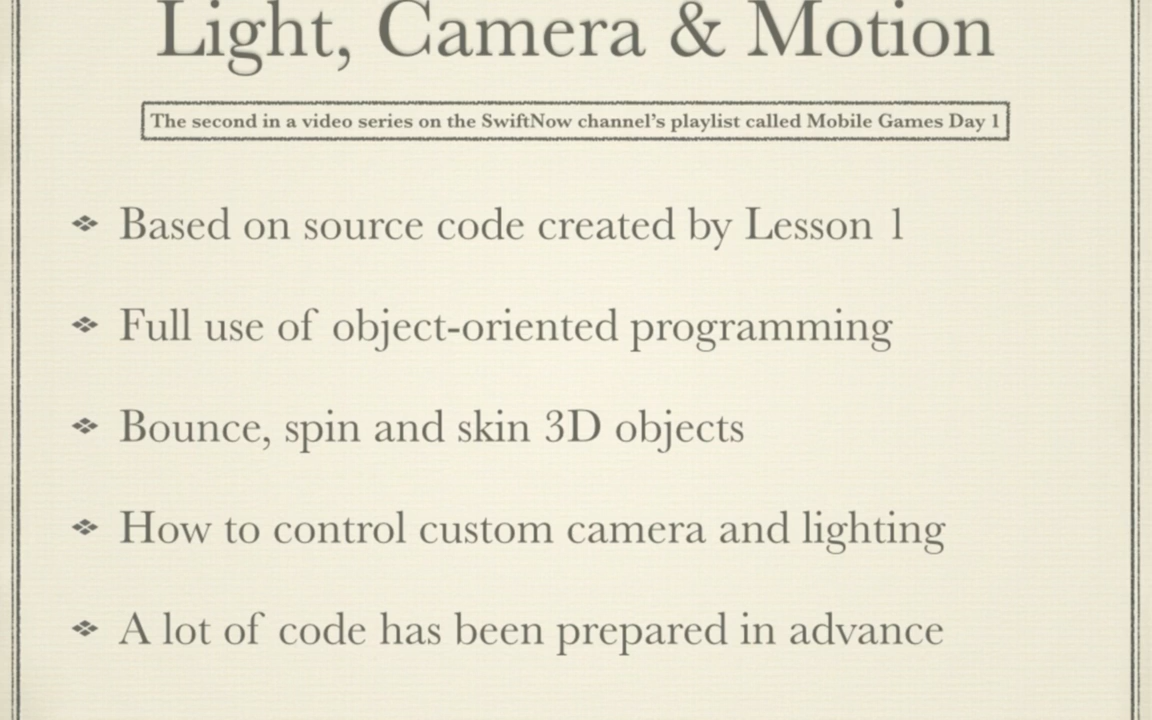 Light, Camera & Motion
The second in a video series on the SwiftNow channel’s playlist called Mobile Games Day 1
Based on source code created by Lesson 1
Full use of object-oriented programming
Bounce, spin and skin 3D objects
How to control custom camera and lighting
A lot of code has been prepared in advance